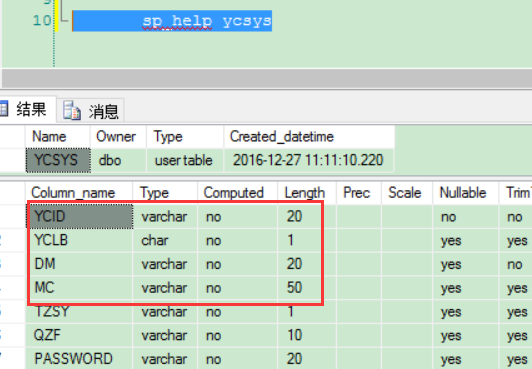 10 sp_help ycsys
结果 消息
Name Owner Type Created_datetime
YCSYS dbo user table 2016-12-27 11:11:10.220
Column_name Type Computed Length Prec Scale Nullable
YCID varchar no 20 no no
YCLB char no 1 yes yes
DM varchar no 20 yes no
MC varchar no 50 yes yes
TZSY varchar no 1 yes yes
QZF varchar no 10 yes yes
PASSWORD varchar no 20 yes yes